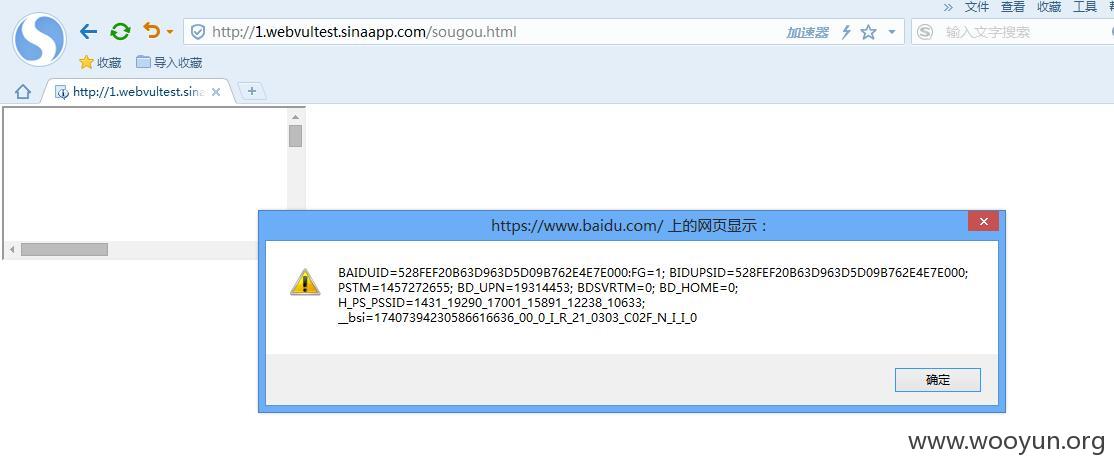 » 文件 查看 收藏 工具
http://1.webvultest.sinaapp.com/sougou.html 加速器 输入文字搜索
收藏 导入收藏
http://1.webvultest.sina
https://www.baidu.com/ 上的网页显示：
BAIDUID=528FEF20B63D963D5D09B762E4E7E000:FG=1; BIDUPSID=528FEF20B63D963D5D09B762E4E7E000;
PSTM=1457272655; BD_UPN=19314453; BDSVRTM=0; BD_HOME=0;
H_PS_PSSID=1431_19290_17001_15891_12238_10633;
__bsi=17407394230586616636_00_0_I_R_21_0303_C02F_N_I_I_0
确定
www.wooyun.org